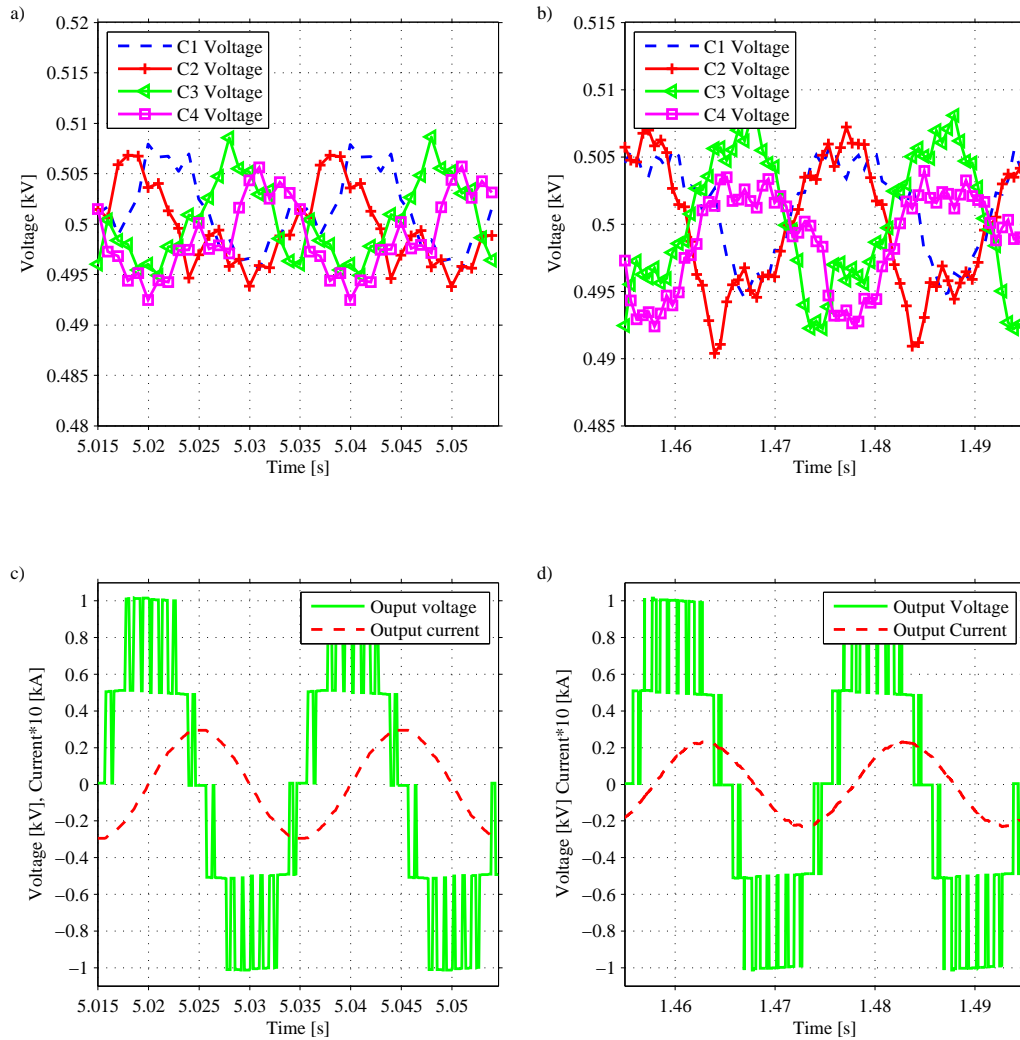 a)
0.52
0.515
0.51
0.505
0.5
0.495
0.49
0.485
0.48
Voltage [kV]
C1 Voltage
C2 Voltage
C3 Voltage
C4 Voltage
5.015 5.02 5.025 5.03 5.035 5.04 5.045 5.05
Time [s]
b)
0.515
0.51
0.505
0.5
0.495
0.49
0.485
Voltage [kV]
C1 Voltage
C2 Voltage
C3 Voltage
C4 Voltage
1.46 1.47 1.48 1.49
Time [s]
c)
1
0.8
0.6
0.4
0.2
0
−0.2
−0.4
−0.6
−0.8
−1
Voltage [kV], Current*10 [kA]
Ouput voltage
Output current
5.015 5.02 5.025 5.03 5.035 5.04 5.045 5.05
Time [s]
d)
1
0.8
0.6
0.4
0.2
0
−0.2
−0.4
−0.6
−0.8
−1
Voltage [kV] Current*10 [kA]
Output Voltage
Output Current
1.46 1.47 1.48 1.49
Time [s]